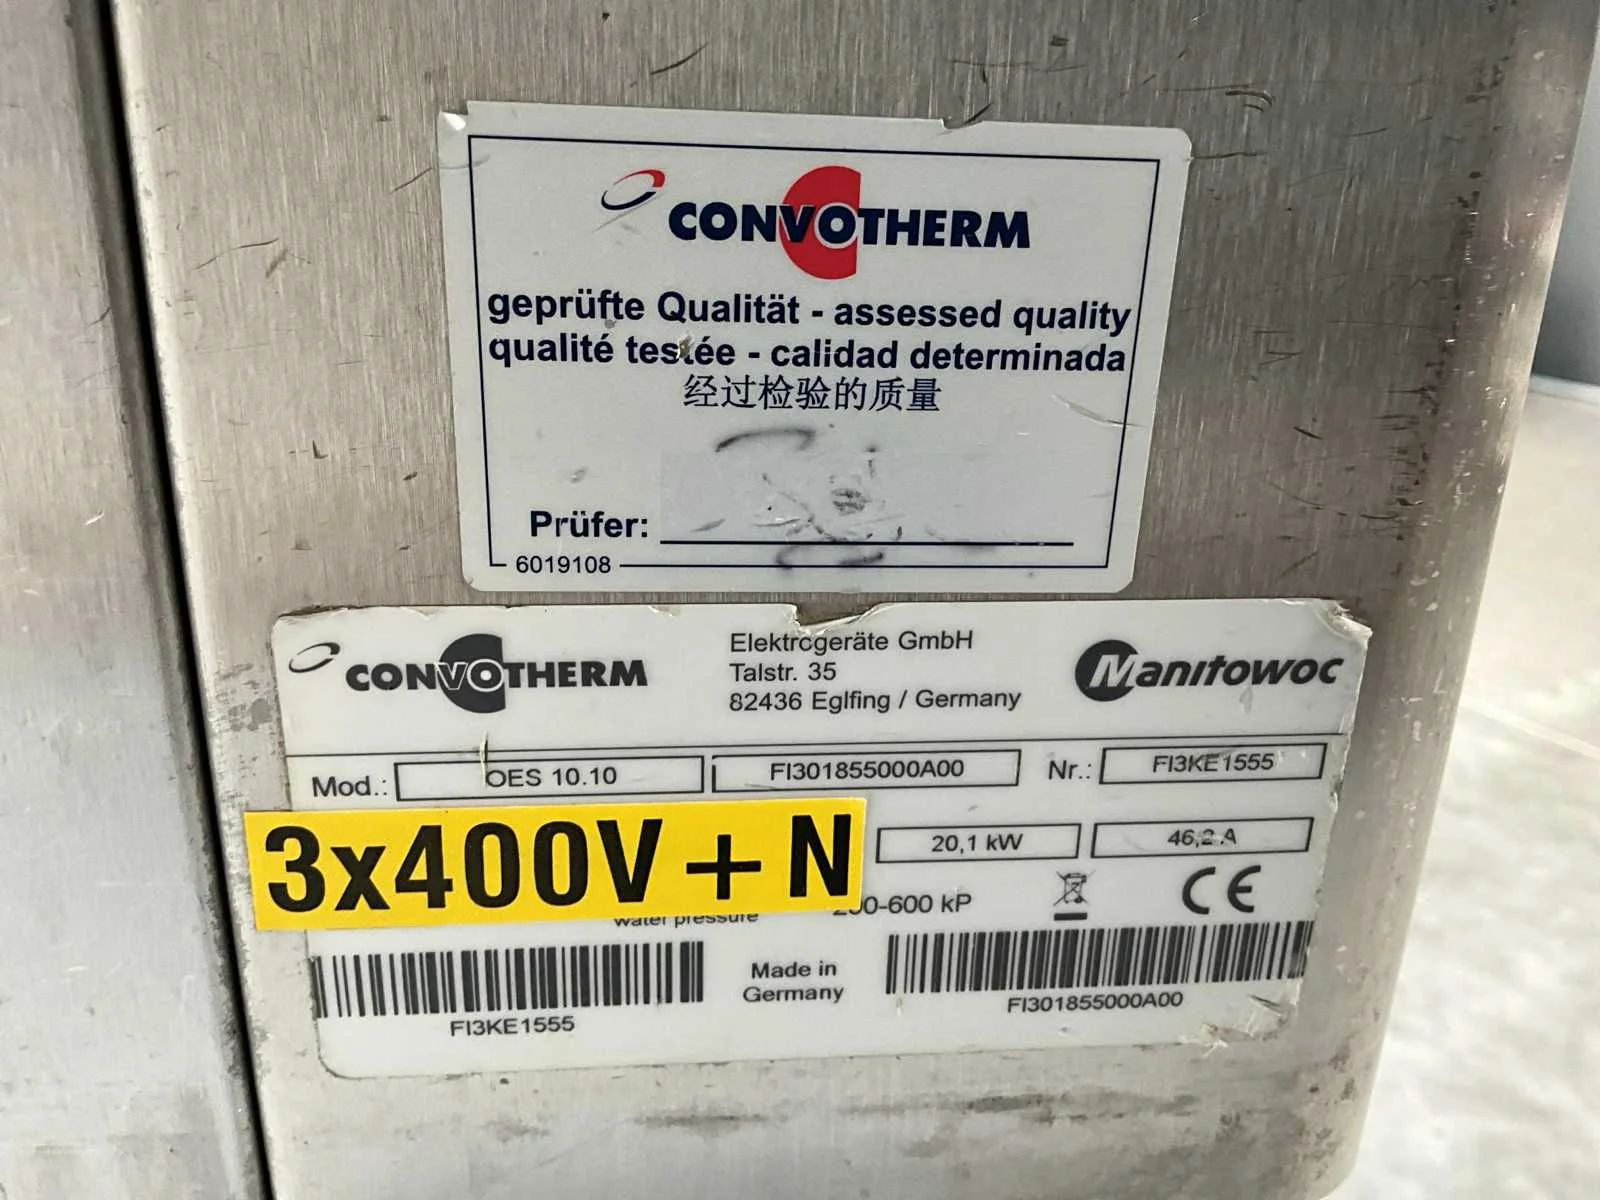 CONVOTHERM
geprüfte Qualität - assessed quality
qualité testée - calidad determinada
经过检验的质量
Prüfer:
6019108
CONVOTHERM
Elektrogeräte GmbH
Talstr. 35
82436 Eglfing / Germany
Manitowoc
Mod.: OES 10.10 FI301855000A00 Nr.: FI3KE1555
3x400V + N 20,1 kW 46,2 A
water pressure 200-600 kP
CE
Made in
Germany
FI3KE1555
FI301855000A00